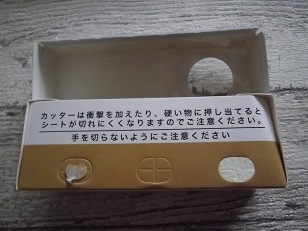 カッターは衝撃を加えたり、硬い物に押し当てると
シートが切れにくくなりますのでご注意ください。
手を切らないようにご注意ください